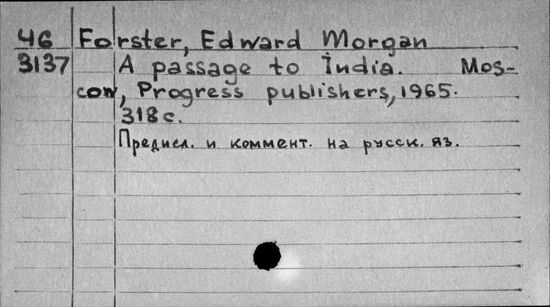 46 Forster, Edward Morgan
3137 A passage to India. Mos-
cow, Progress publishers, 1965.
318 с.
Предисл. и коммент. на русск. яз.